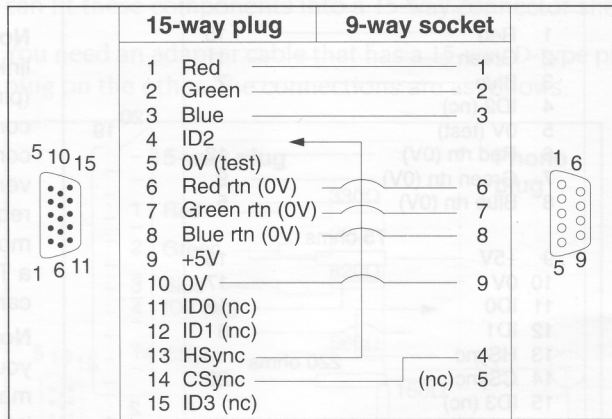 15-way plug 9-way socket
1 Red 1
2 Green 2
3 Blue 3
4 ID2
5 0V (test)
6 Red rtn (0V) 6
7 Green rtn (0V) 7
8 Blue rtn (0V) 8
9 +5V
10 0V 9
11 ID0 (nc)
12 ID1 (nc)
13 HSync 4
14 CSync (nc) 5
15 ID3 (nc)
5 10 15
1 6 11
1 6
5 9